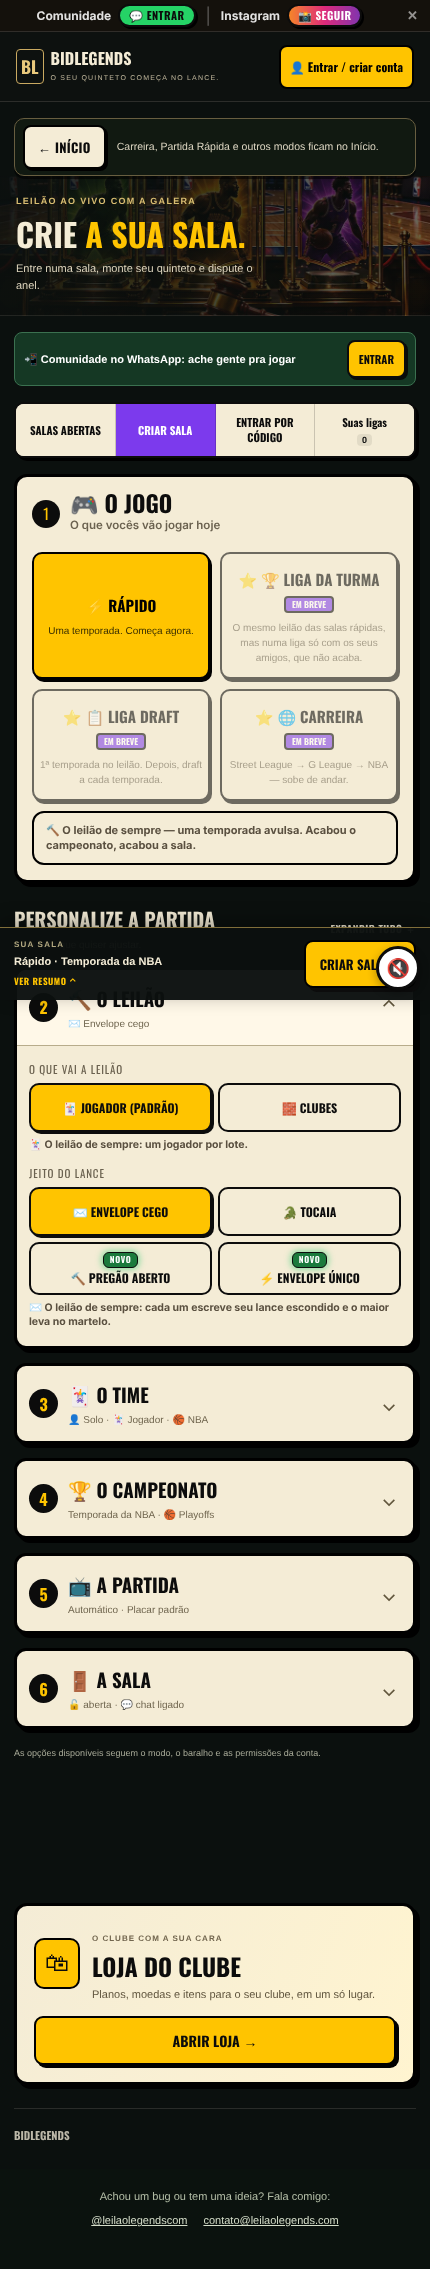 Comunidade 💬 ENTRAR | Instagram 📸 SEGUIR ×
BL BIDLEGENDS
O SEU QUINTETO COMEÇA NO LANCE.
👤 Entrar / criar conta
← INÍCIO
Carreira, Partida Rápida e outros modos ficam no Início.
LEILÃO AO VIVO COM A GALERA
CRIE A SUA SALA.
Entre numa sala, monte seu quinteto e dispute o
anel.
📲 Comunidade no WhatsApp: ache gente pra jogar
ENTRAR
SALAS ABERTAS
CRIAR SALA
ENTRAR POR
CÓDIGO
Suas ligas
0
1
🎮 O JOGO
O que vocês vão jogar hoje
⚡ RÁPIDO
Uma temporada. Começa agora.
⭐ 🏆 LIGA DA TURMA
EM BREVE
O mesmo leilão das salas rápidas,
mas numa liga só com os seus
amigos, que não acaba.
⭐ 📋 LIGA DRAFT
EM BREVE
1ª temporada no leilão. Depois, draft
a cada temporada.
⭐ 🌐 CARREIRA
EM BREVE
Street League → G League → NBA
— sobe de andar.
🔨 O leilão de sempre — uma temporada avulsa. Acabou o
campeonato, acabou a sala.
PERSONALIZE A PARTIDA
SUA SALA
Rápido · Temporada da NBA
VER RESUMO ^
2
🔨 O LEILÃO
✉️ Envelope cego
O QUE VAI A LEILÃO
🃏 JOGADOR (PADRÃO)
🧱 CLUBES
🃏 O leilão de sempre: um jogador por lote.
JEITO DO LANCE
✉️ ENVELOPE CEGO
🐊 TOCAIA
NOVO
🔨 PREGÃO ABERTO
NOVO
⚡ ENVELOPE ÚNICO
✉️ O leilão de sempre: cada um escreve seu lance escondido e o maior
leva no martelo.
3
🃏 O TIME
👤 Solo · 🃏 Jogador · 🏀 NBA
4
🏆 O CAMPEONATO
Temporada da NBA · 🏀 Playoffs
5
📺 A PARTIDA
Automático · Placar padrão
6
🚪 A SALA
🔓 aberta · 💬 chat ligado
As opções disponíveis seguem o modo, o baralho e as permissões da conta.
O CLUBE COM A SUA CARA
🛍 LOJA DO CLUBE
Planos, moedas e itens para o seu clube, em um só lugar.
ABRIR LOJA →
BIDLEGENDS
Achou um bug ou tem uma ideia? Fala comigo:
@leilaolegendscom contato@leilaolegends.com